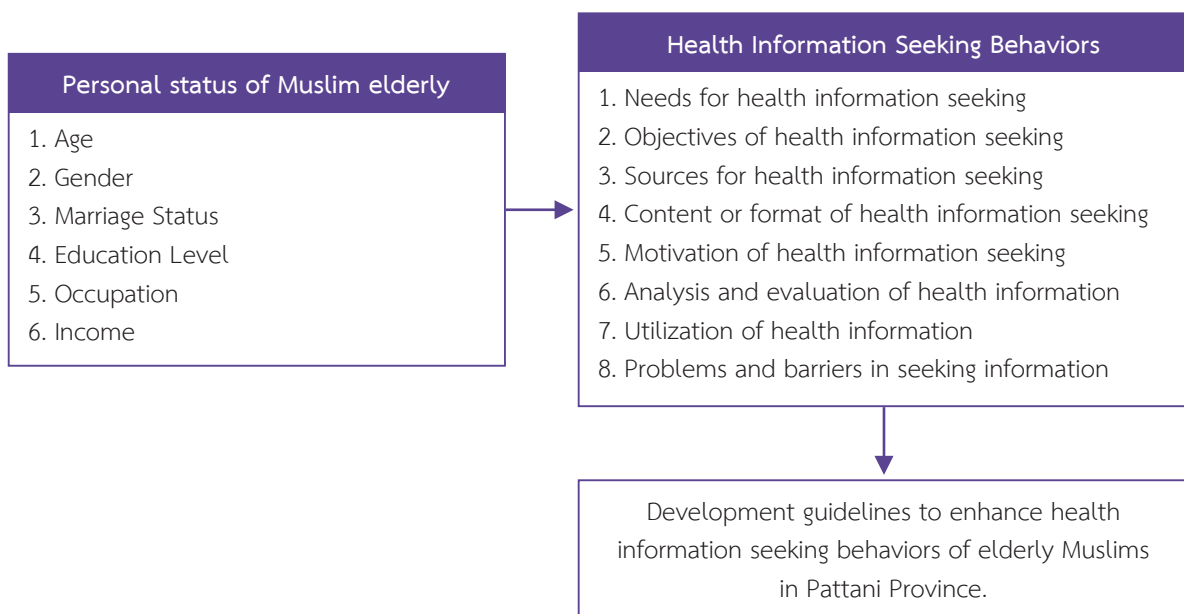 Personal status of Muslim elderly
1. Age
2. Gender
3. Marriage Status
4. Education Level
5. Occupation
6. Income
Health Information Seeking Behaviors
1. Needs for health information seeking
2. Objectives of health information seeking
3. Sources for health information seeking
4. Content or format of health information seeking
5. Motivation of health information seeking
6. Analysis and evaluation of health information
7. Utilization of health information
8. Problems and barriers in seeking information
Development guidelines to enhance health
information seeking behaviors of elderly Muslims
in Pattani Province.